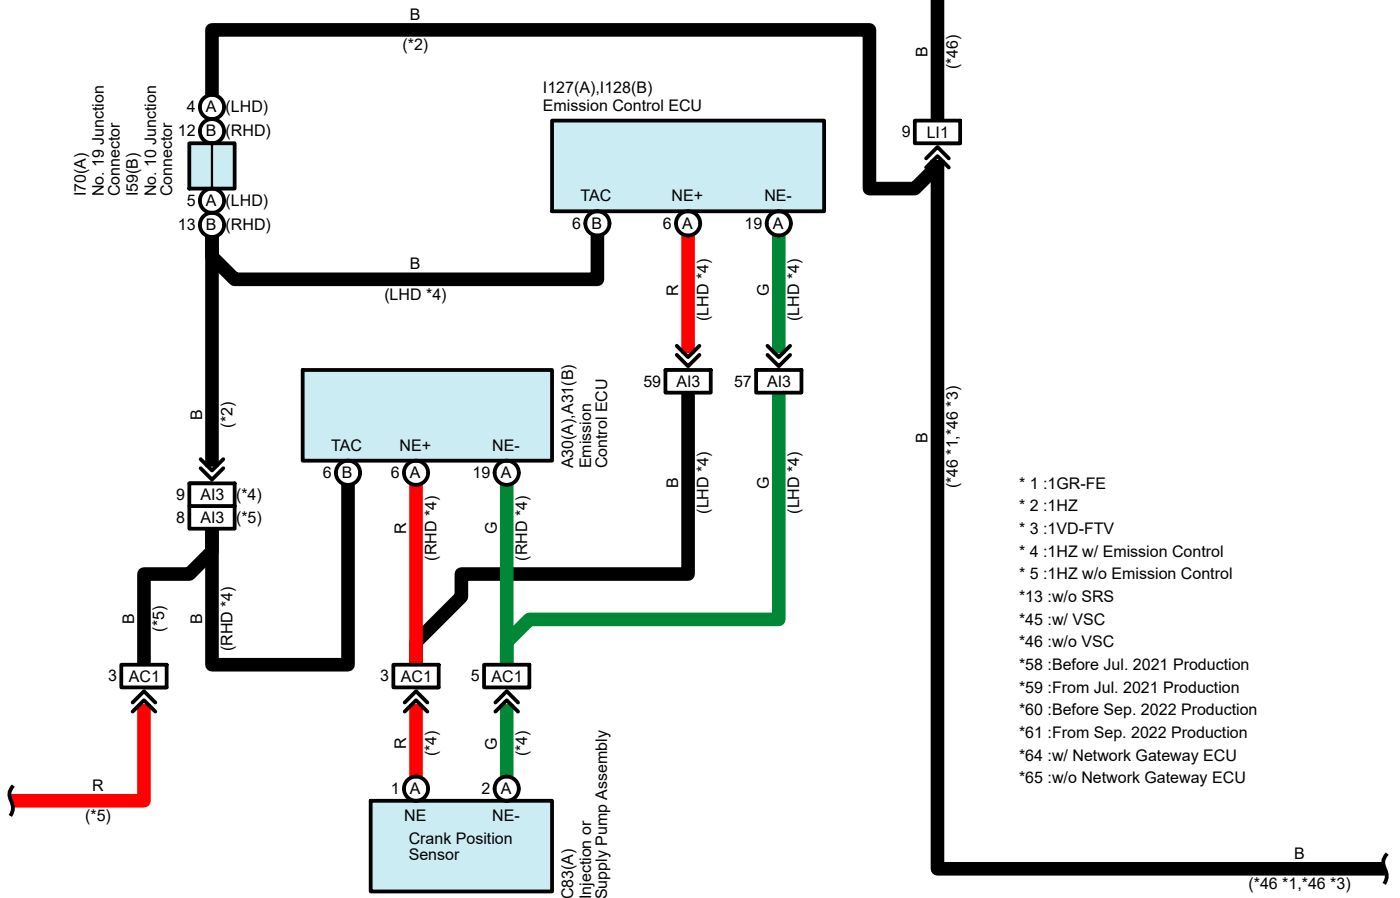 B
(*2)
B
(*46)
I127(A),I128(B)
Emission Control ECU
4 A (LHD)
12 B (RHD)
I70(A)
No. 19 Junction
Connector
I59(B)
No. 10 Junction
Connector
5 A (LHD)
13 B (RHD)
9 LI1
TAC NE+ NE-
6 B 6 A 19 A
B
(LHD *4)
R
(LHD *4)
G
(LHD *4)
59 AI3
57 AI3
B
(*2)
A30(A),A31(B)
Emission
Control ECU
TAC NE+ NE-
6 B 6 A 19 A
9 AI3 (*4)
8 AI3 (*5)
R
(RHD *4)
G
(RHD *4)
B
(LHD *4)
G
(LHD *4)
B
(*46 *1,*46 *3)
B
(*5)
B
(RHD *4)
3 AC1
3 AC1
5 AC1
R
(*4)
G
(*4)
R
(*5)
1 A 2 A
NE NE-
Crank Position
Sensor
C83(A)
Injection or
Supply Pump Assembly
* 1 :1GR-FE
* 2 :1HZ
* 3 :1VD-FTV
* 4 :1HZ w/ Emission Control
* 5 :1HZ w/o Emission Control
*13 :w/o SRS
*45 :w/ VSC
*46 :w/o VSC
*58 :Before Jul. 2021 Production
*59 :From Jul. 2021 Production
*60 :Before Sep. 2022 Production
*61 :From Sep. 2022 Production
*64 :w/ Network Gateway ECU
*65 :w/o Network Gateway ECU
B
(*46 *1,*46 *3)